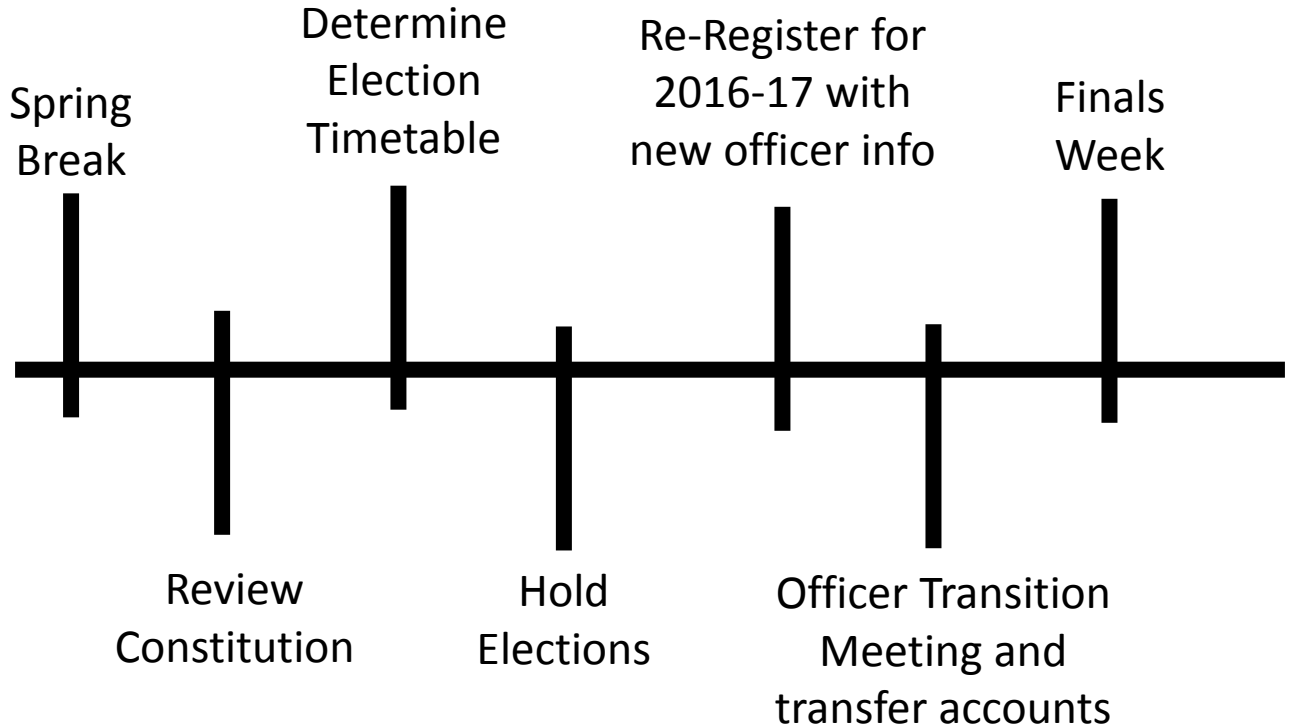 Spring
Break
Review
Constitution
Determine
Election
Timetable
Hold
Elections
Re-Register for
2016-17 with
new officer info
Officer Transition
Meeting and
transfer accounts
Finals
Week